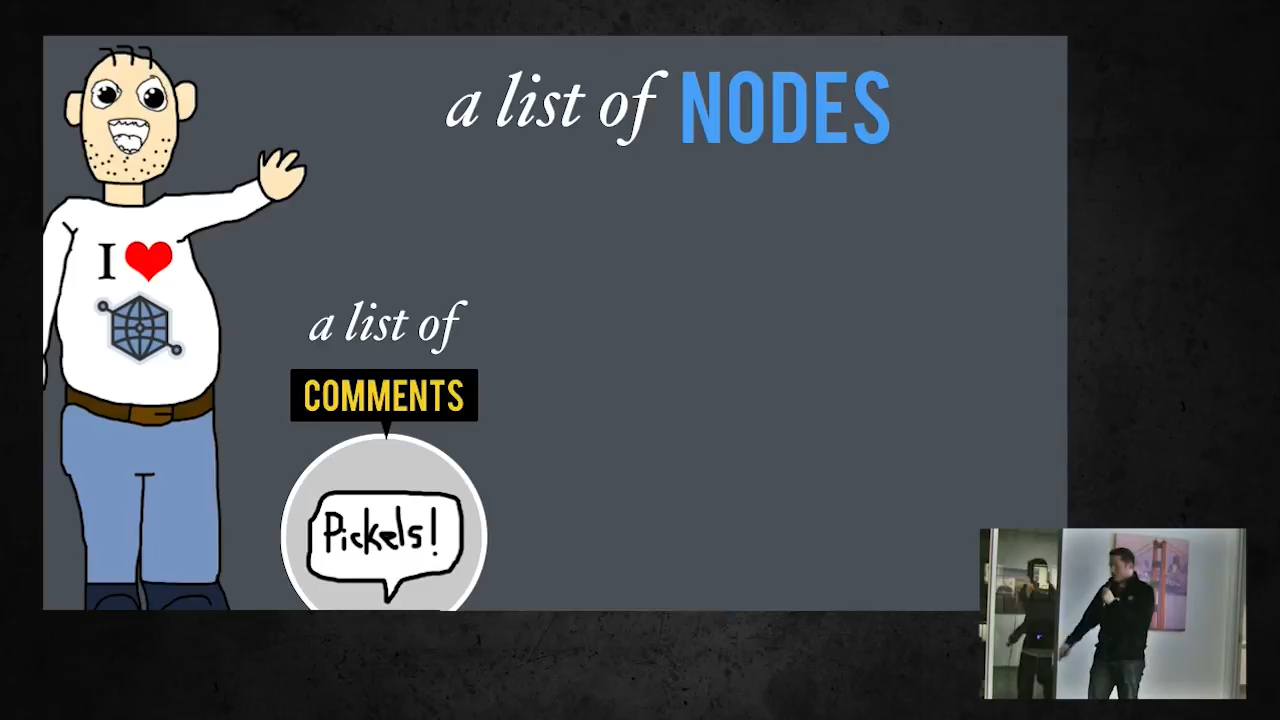 a list of NODES
I
a list of
COMMENTS
Pickels!